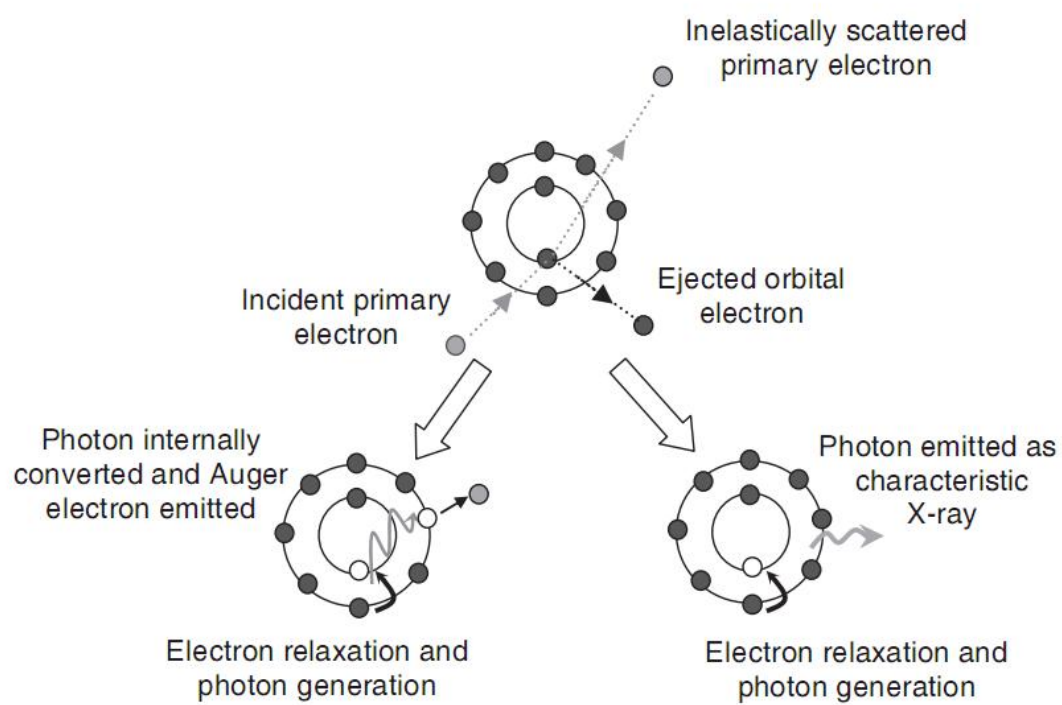 Inelastically scattered
primary electron
Incident primary
electron
Ejected orbital
electron
Photon internally
converted and Auger
electron emitted
Photon emitted as
characteristic
X-ray
Electron relaxation and
photon generation
Electron relaxation and
photon generation